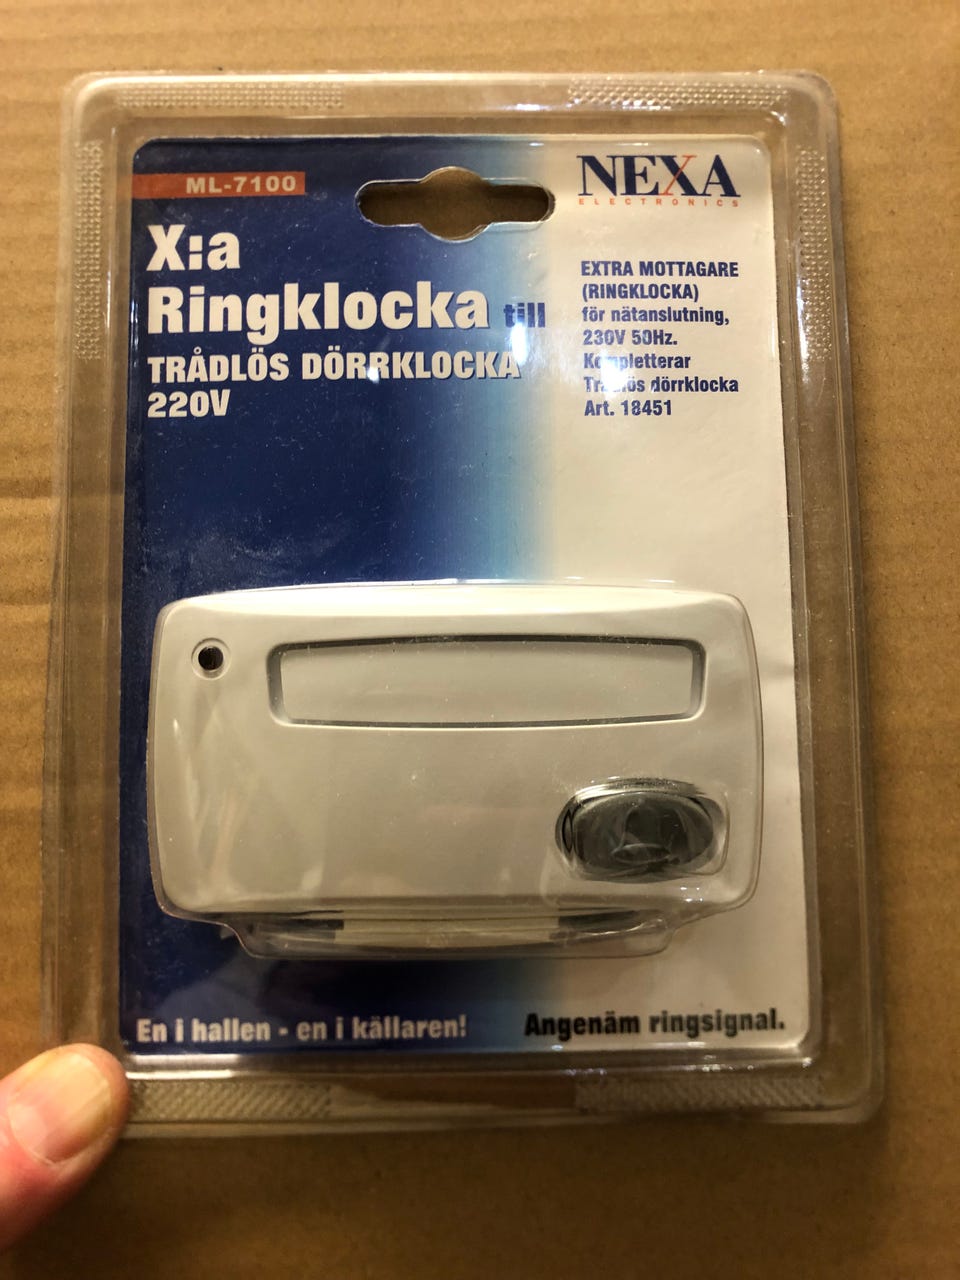 ML-7100
X:a
Ringklocka till
TRÅDLÖS DÖRRKLOCKA
220V
NEXA
ELECTRONICS
EXTRA MOTTAGARE
(RINGKLOCKA)
för nätanslutning,
230V 50Hz.
Kompletterar
Trådlös dörrklocka
Art. 18451
En i hallen - en i källaren!
Angenäm ringsignal.